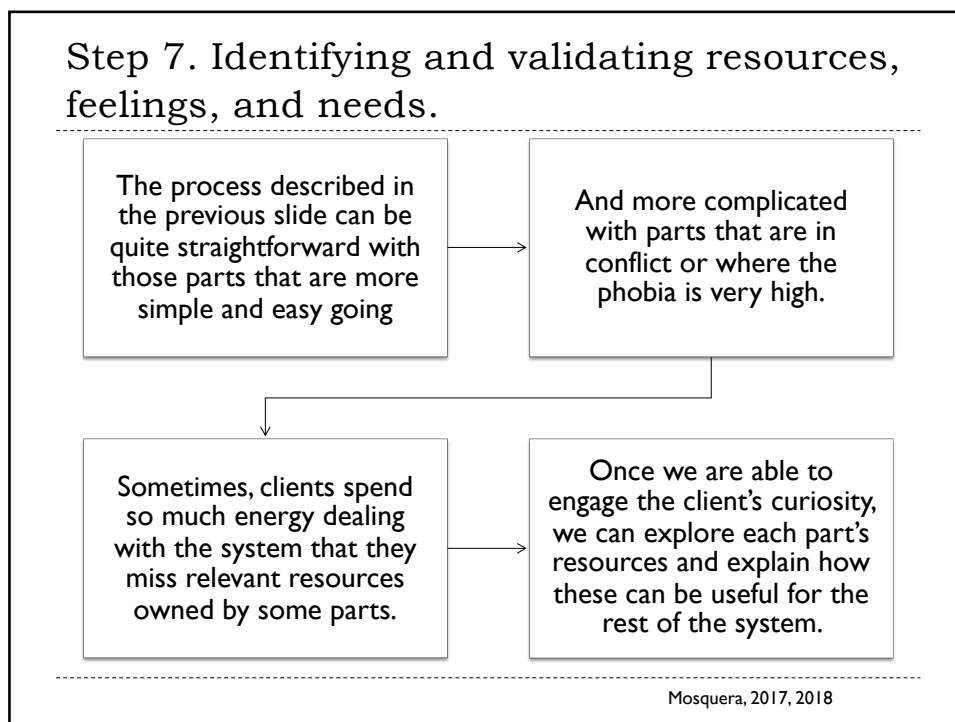 Step 7. Identifying and validating resources,
feelings, and needs.
The process described in
the previous slide can be
quite straightforward with
those parts that are more
simple and easy going
And more complicated
with parts that are in
conflict or where the
phobia is very high.
Sometimes, clients spend
so much energy dealing
with the system that they
miss relevant resources
owned by some parts.
Once we are able to
engage the client's curiosity,
we can explore each part's
resources and explain how
these can be useful for the
rest of the system.
Mosquera, 2017, 2018